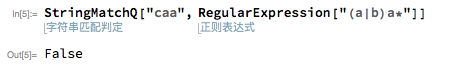 In[5]:= StringMatchQ["caa", RegularExpression["(a|b)a*"]]
字符串匹配判定 正则表达式
Out[5]= False